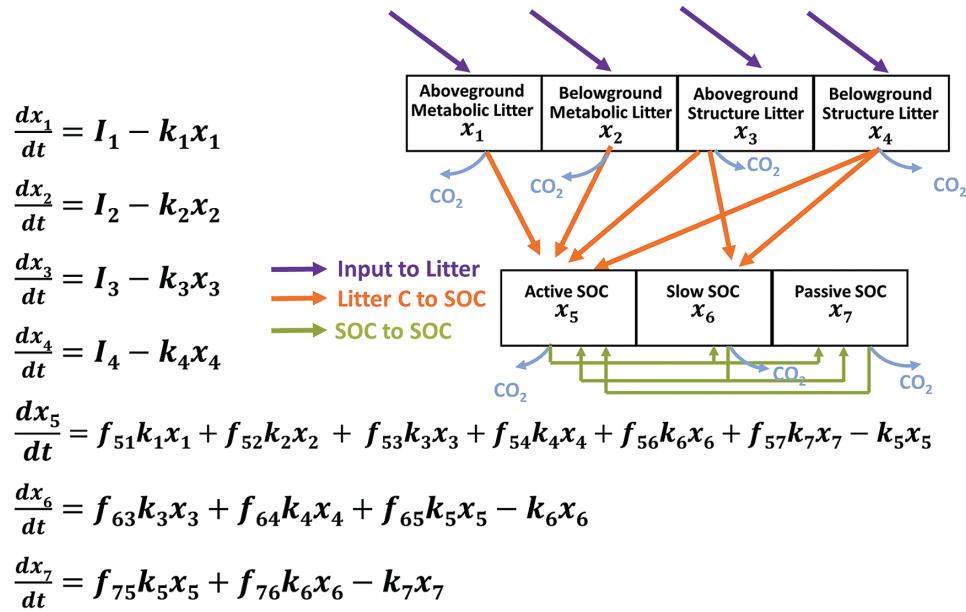 dx₁/dt = I₁ − k₁x₁
dx₂/dt = I₂ − k₂x₂
dx₃/dt = I₃ − k₃x₃
dx₄/dt = I₄ − k₄x₄
Aboveground Metabolic Litter
x₁
Belowground Metabolic Litter
x₂
Aboveground Structure Litter
x₃
Belowground Structure Litter
x₄
CO₂
CO₂
CO₂
CO₂
Input to Litter
Litter C to SOC
SOC to SOC
Active SOC
x₅
Slow SOC
x₆
Passive SOC
x₇
CO₂
CO₂
CO₂
dx₅/dt = f₅₁k₁x₁ + f₅₂k₂x₂ + f₅₃k₃x₃ + f₅₄k₄x₄ + f₅₆k₆x₆ + f₅₇k₇x₇ − k₅x₅
dx₆/dt = f₆₃k₃x₃ + f₆₄k₄x₄ + f₆₅k₅x₅ − k₆x₆
dx₇/dt = f₇₅k₅x₅ + f₇₆k₆x₆ − k₇x₇